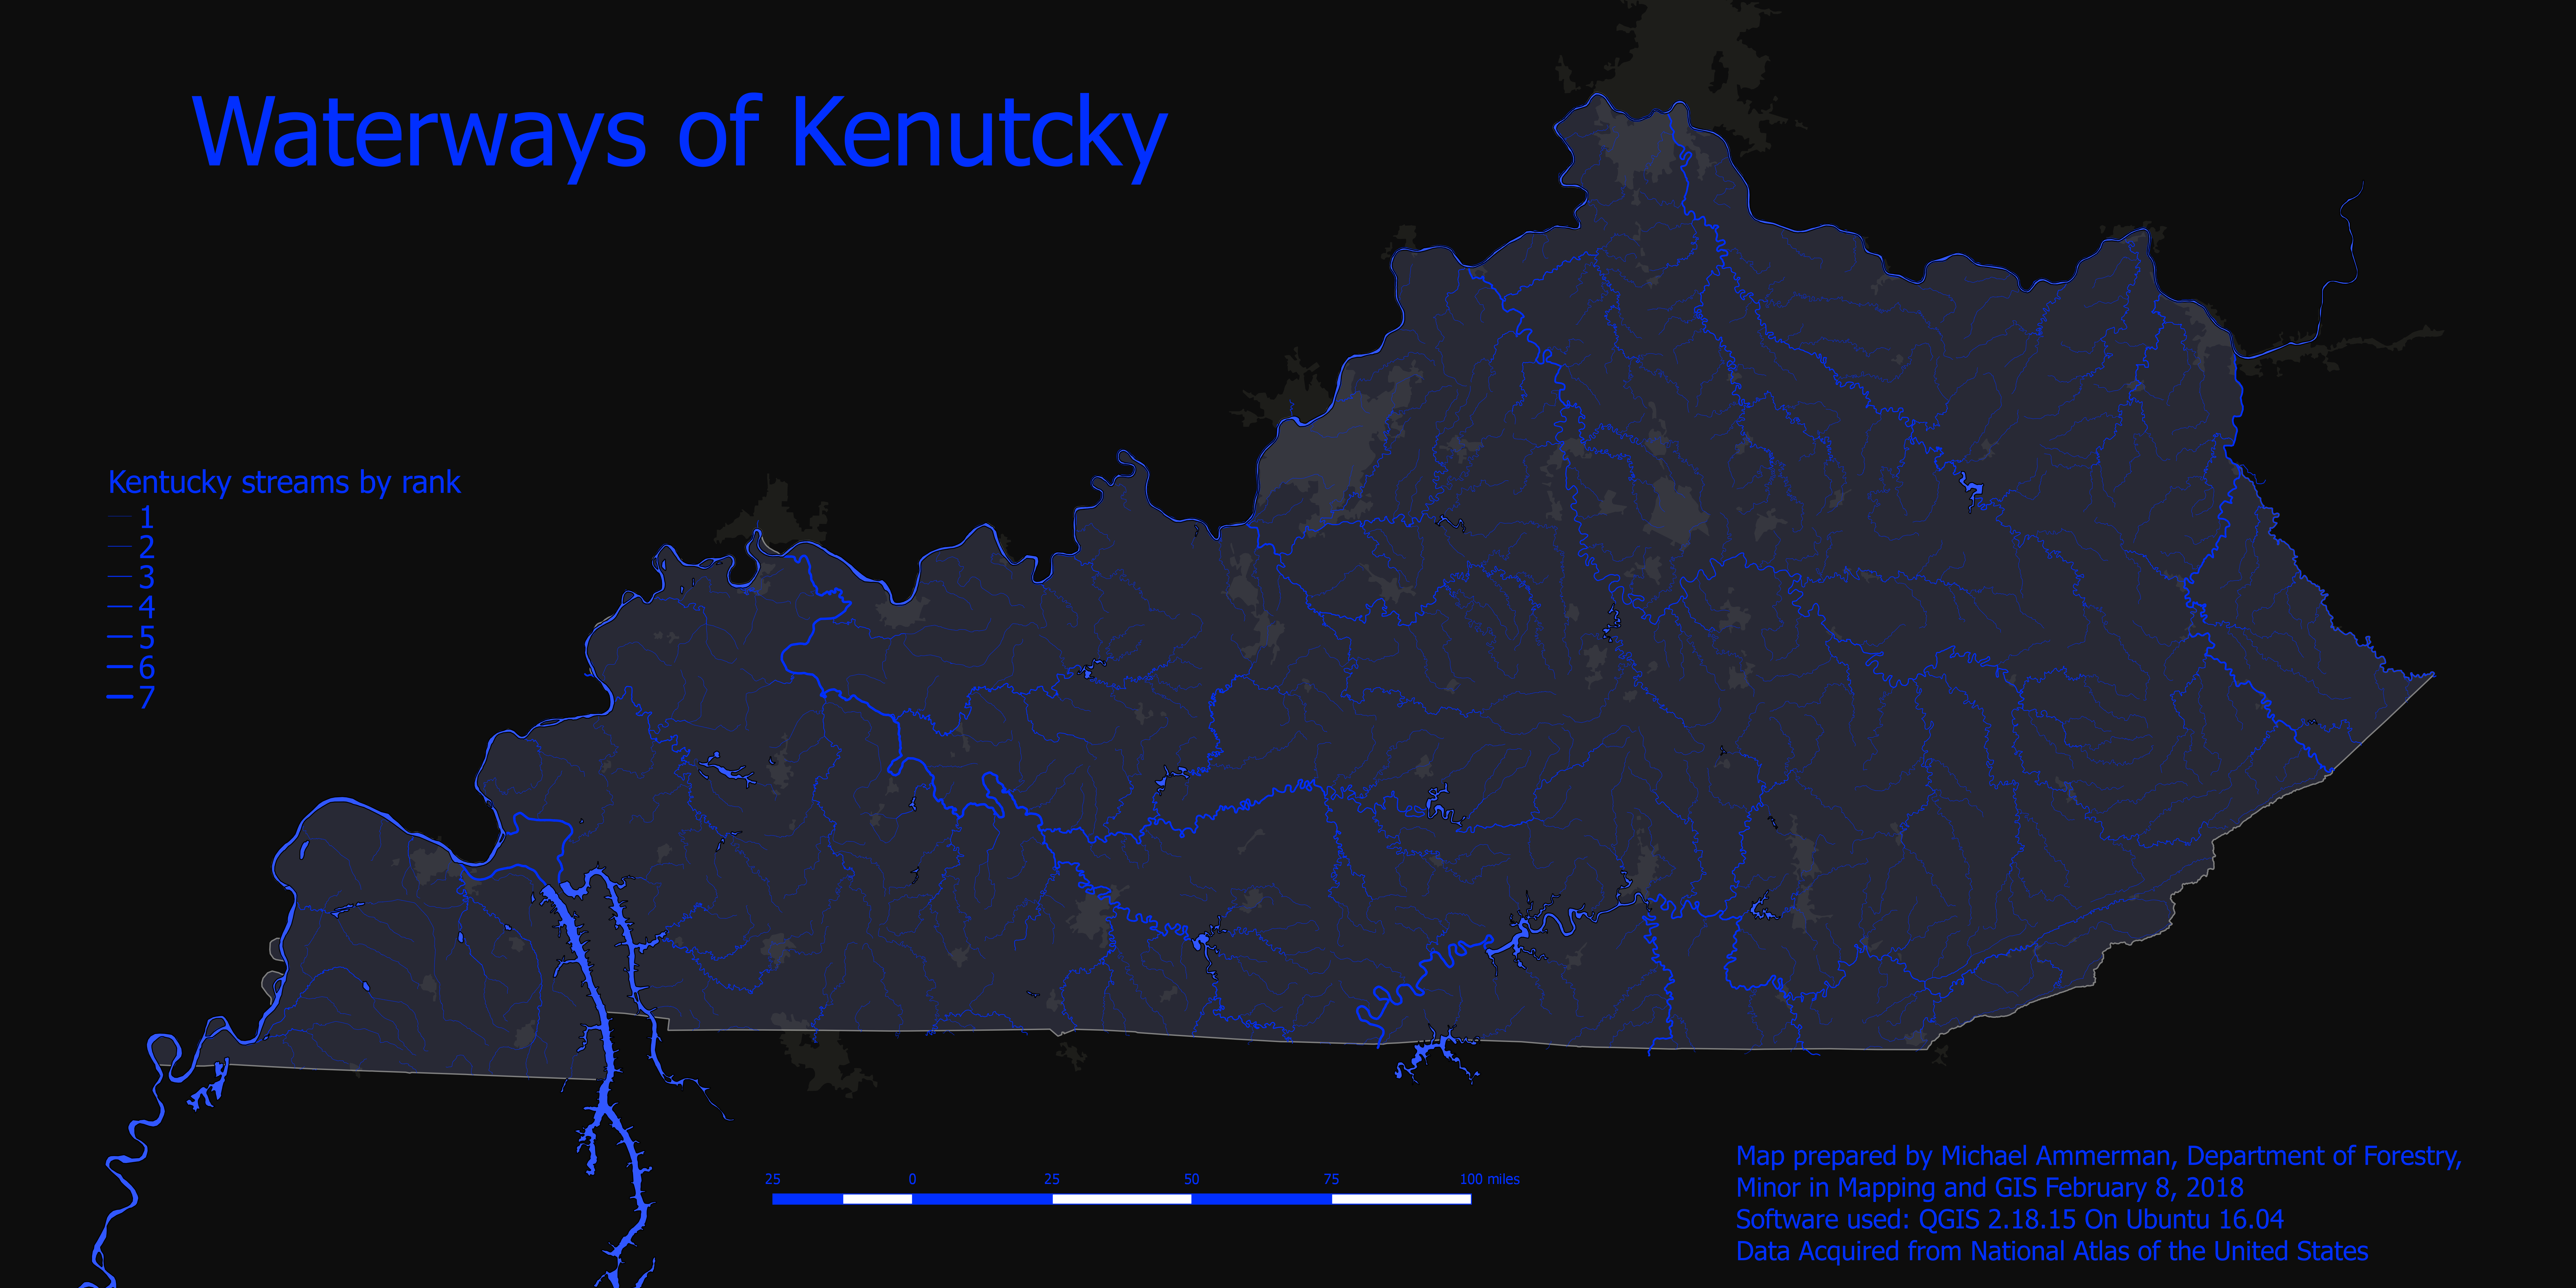 Waterways of Kenutcky
Kentucky streams by rank
1
2
3
4
5
6
7
25 0 25 50 75 100 miles
Map prepared by Michael Ammerman, Department of Forestry,
Minor in Mapping and GIS February 8, 2018
Software used: QGIS 2.18.15 On Ubuntu 16.04
Data Acquired from National Atlas of the United States